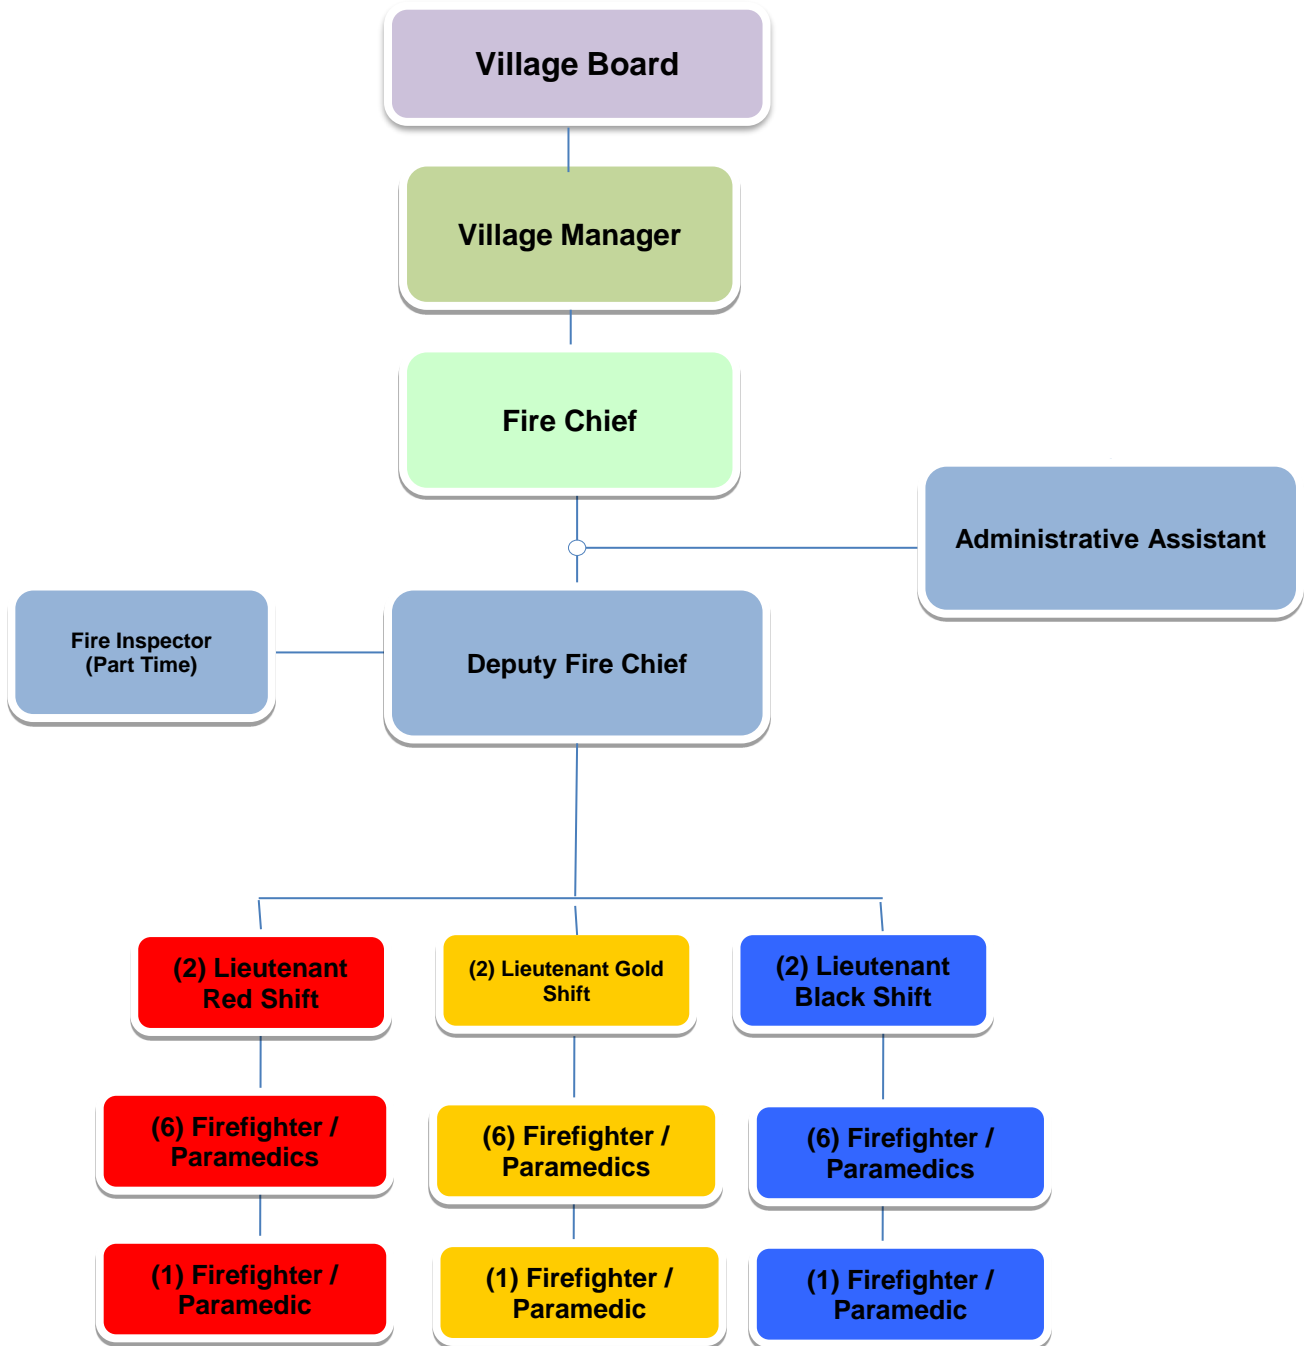 Village Board
Village Manager
Fire Chief
Administrative Assistant
Fire Inspector
(Part Time)
Deputy Fire Chief
(2) Lieutenant
Red Shift
(2) Lieutenant Gold
Shift
(2) Lieutenant
Black Shift
(6) Firefighter /
Paramedics
(6) Firefighter /
Paramedics
(6) Firefighter /
Paramedics
(1) Firefighter /
Paramedic
(1) Firefighter /
Paramedic
(1) Firefighter /
Paramedic